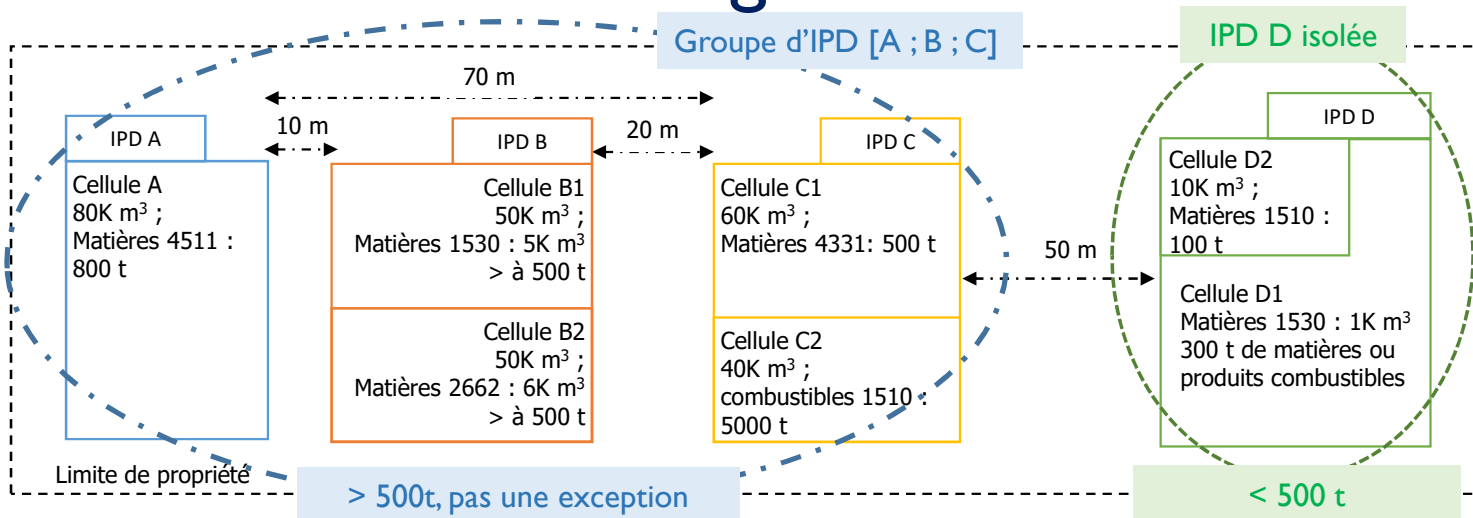 g
Groupe d'IPD [A ; B ; C]
IPD D isolée
70 m
10 m
20 m
50 m
IPD A
Cellule A
80K m³ ;
Matières 4511 :
800 t
IPD B
Cellule B1
50K m³ ;
Matières 1530 : 5K m³
> à 500 t
Cellule B2
50K m³ ;
Matières 2662 : 6K m³
> à 500 t
IPD C
Cellule C1
60K m³ ;
Matières 4331: 500 t
Cellule C2
40K m³ ;
combustibles 1510 :
5000 t
IPD D
Cellule D2
10K m³ ;
Matières 1510 :
100 t
Cellule D1
Matières 1530 : 1K m³
300 t de matières ou
produits combustibles
Limite de propriété
> 500t, pas une exception
< 500 t